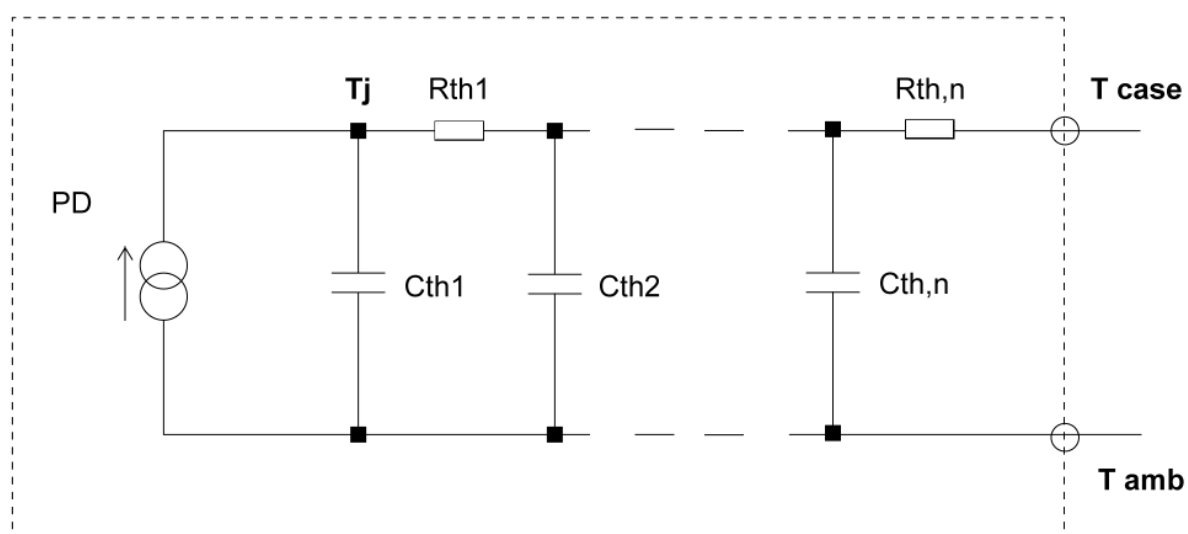 Tj
Rth1
Rth,n
T case
PD
Cth1
Cth2
Cth,n
T amb